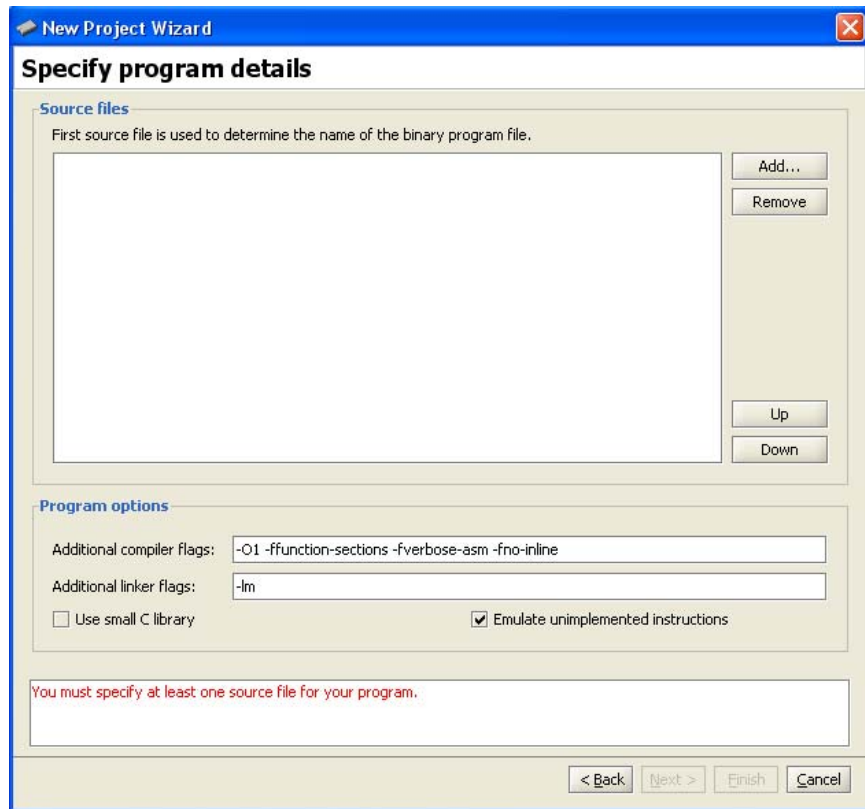 New Project Wizard
Specify program details
Source files
First source file is used to determine the name of the binary program file.
Add...
Remove
Up
Down
Program options
Additional compiler flags: -O1 -ffunction-sections -fverbose-asm -fno-inline
Additional linker flags: -lm
Use small C library Emulate unimplemented instructions
You must specify at least one source file for your program.
< Back Next > Finish Cancel